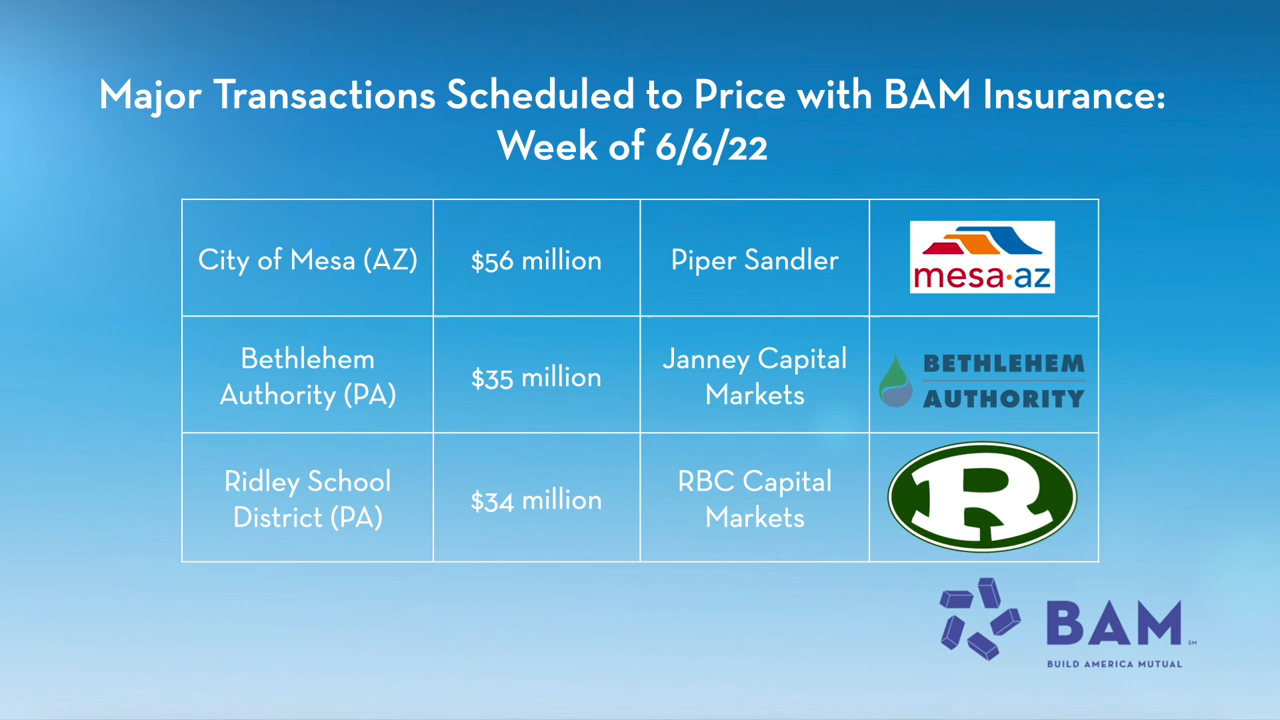 Major Transactions Scheduled to Price with BAM Insurance:
Week of 6/6/22
City of Mesa (AZ)
$56 million
Piper Sandler
mesa·az
Bethlehem
Authority (PA)
$35 million
Janney Capital
Markets
BETHLEHEM
AUTHORITY
Ridley School
District (PA)
$34 million
RBC Capital
Markets
R
BAM SM
BUILD AMERICA MUTUAL